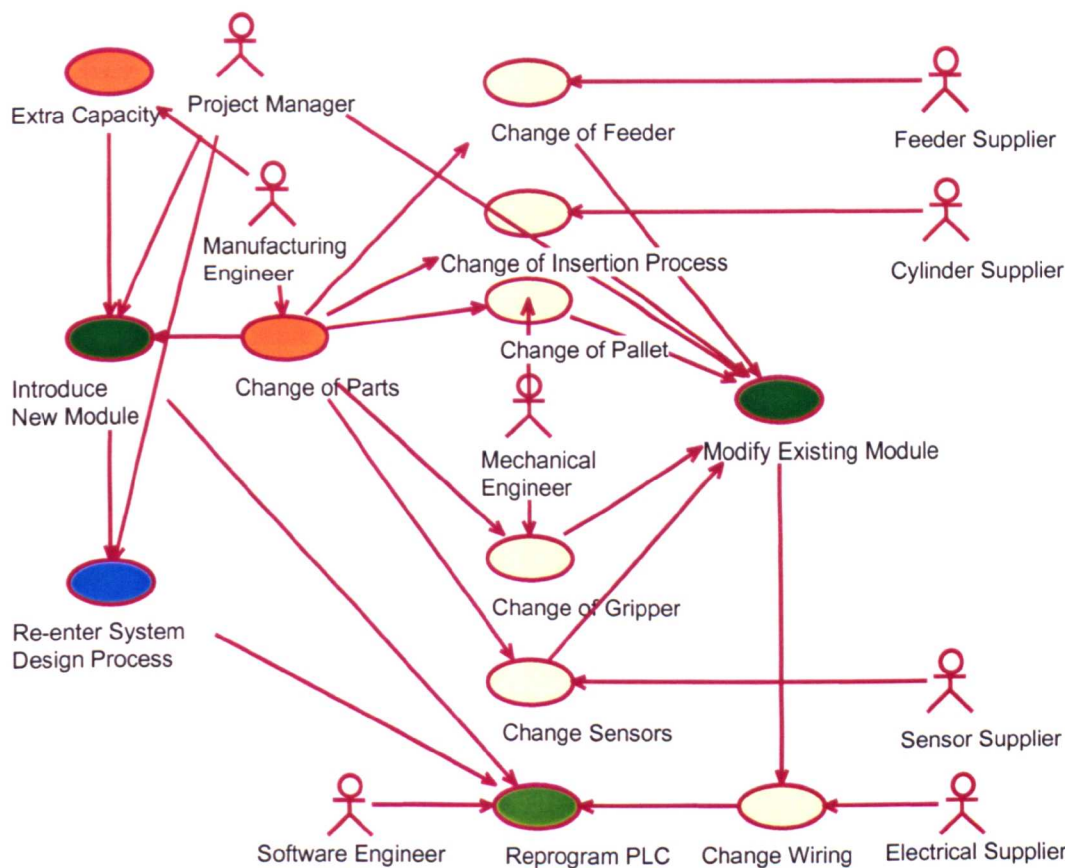 Extra Capacity
Project Manager
Change of Feeder
Feeder Supplier
Manufacturing
Engineer
Change of Insertion Process
Cylinder Supplier
Introduce
New Module
Change of Parts
Change of Pallet
Mechanical
Engineer
Modify Existing Module
Re-enter System
Design Process
Change of Gripper
Change Sensors
Sensor Supplier
Software Engineer
Reprogram PLC
Change Wiring
Electrical Supplier